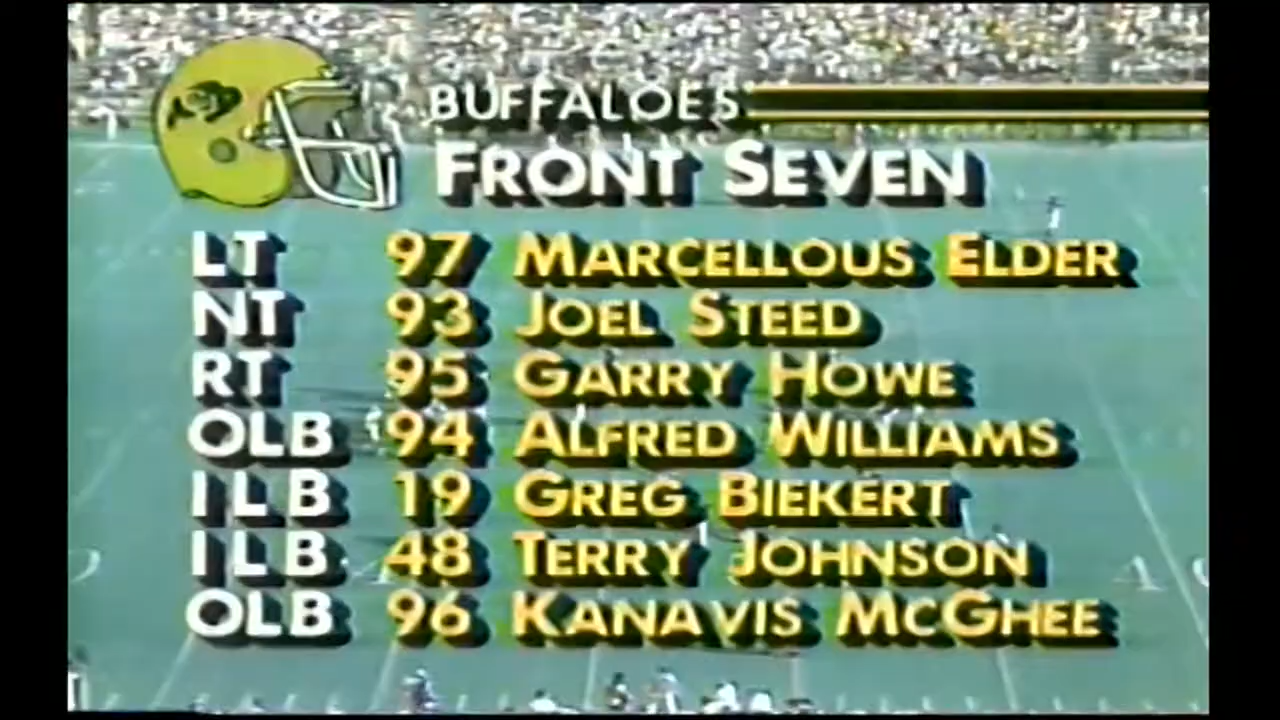 BUFFALOES
FRONT SEVEN
LT 97 MARCELLOUS ELDER
NT 93 JOEL STEED
RT 95 GARRY HOWE
OLB 94 ALFRED WILLIAMS
ILB 19 GREG BIEKERT
ILB 48 TERRY JOHNSON
OLB 96 KANAVIS MCGHEE